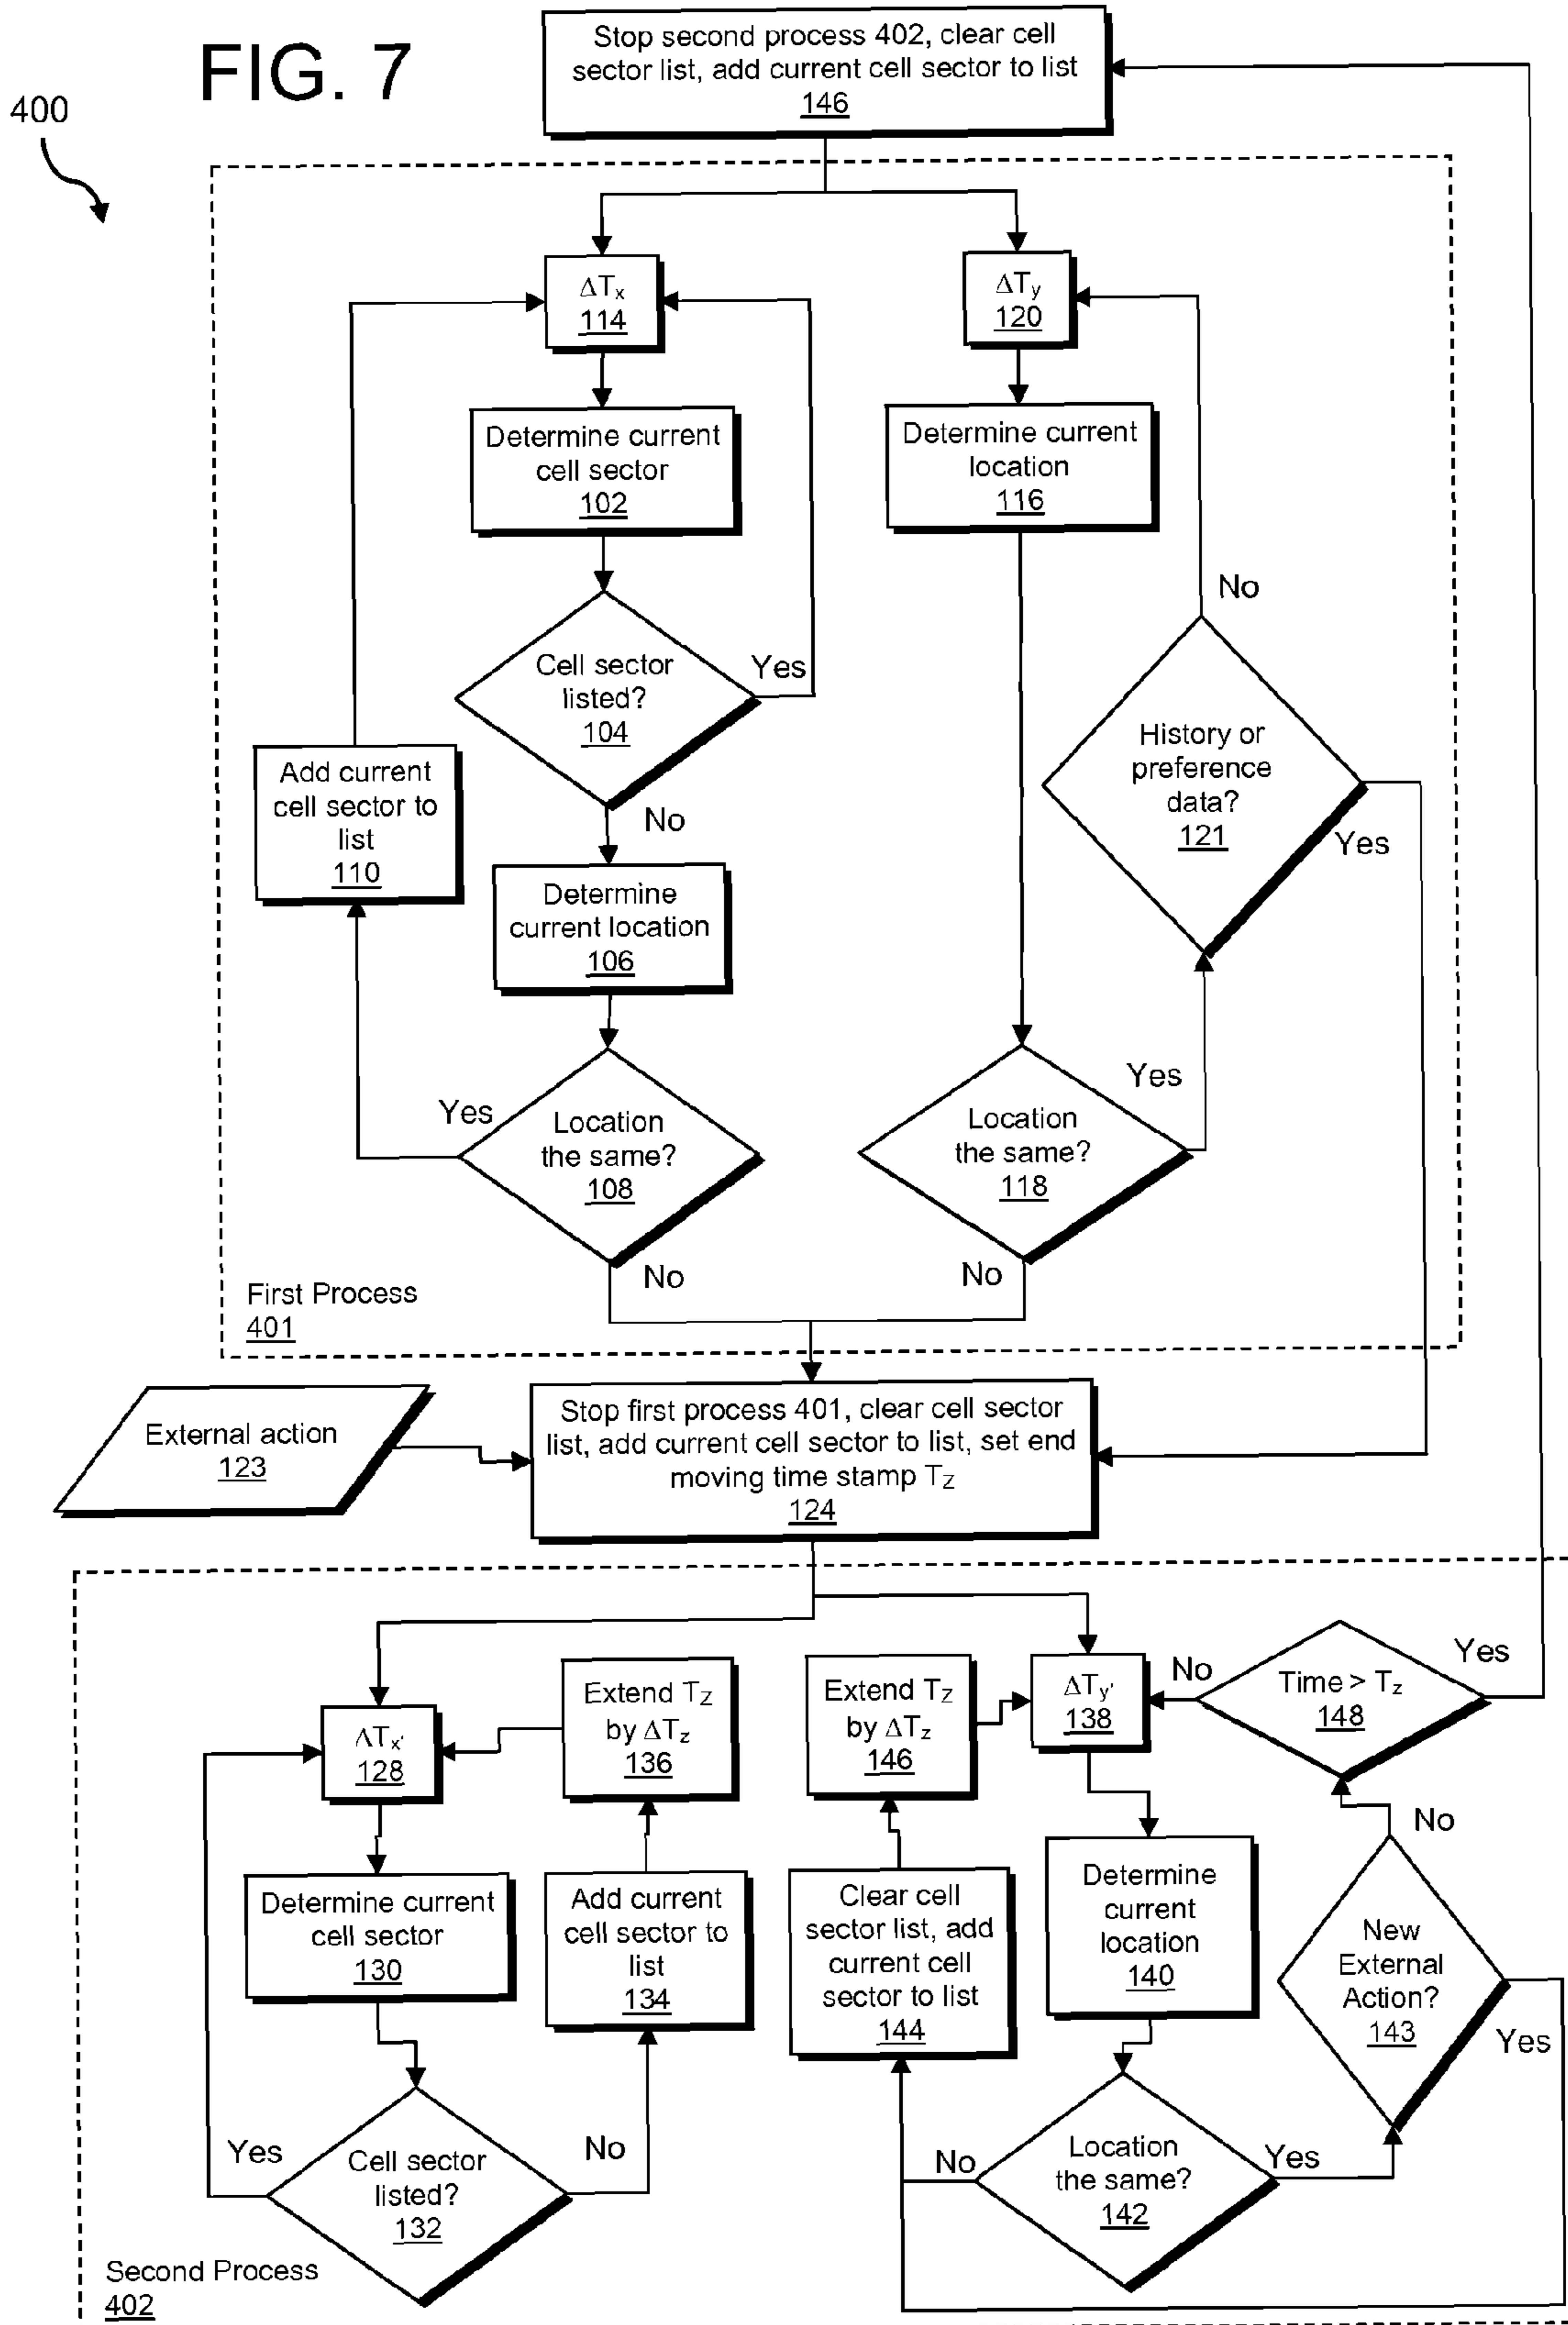 FIG. 7
400
Stop second process 402, clear cell
sector list, add current cell sector to list
146
ΔTx
114
ΔTy
120
Determine current
cell sector
102
Determine current
location
116
No
Cell sector
listed?
104
Yes
History or
preference
data?
121
Yes
Add current
cell sector to
list
110
No
Determine
current location
106
Yes
Location
the same?
108
Yes
Location
the same?
118
No
No
First Process
401
External action
123
Stop first process 401, clear cell sector
list, add current cell sector to list, set end
moving time stamp TZ
124
ΔTx'
128
Extend TZ
by ΔTz
136
Extend TZ
by ΔTz
146
ΔTy'
138
No
Time > Tz
148
Yes
Determine current
cell sector
130
Add current
cell sector to
list
134
Clear cell
sector list, add
current cell
sector to list
144
Determine
current
location
140
No
New
External
Action?
143
Yes
Yes
Cell sector
listed?
132
No
No
Location
the same?
142
Yes
Second Process
402